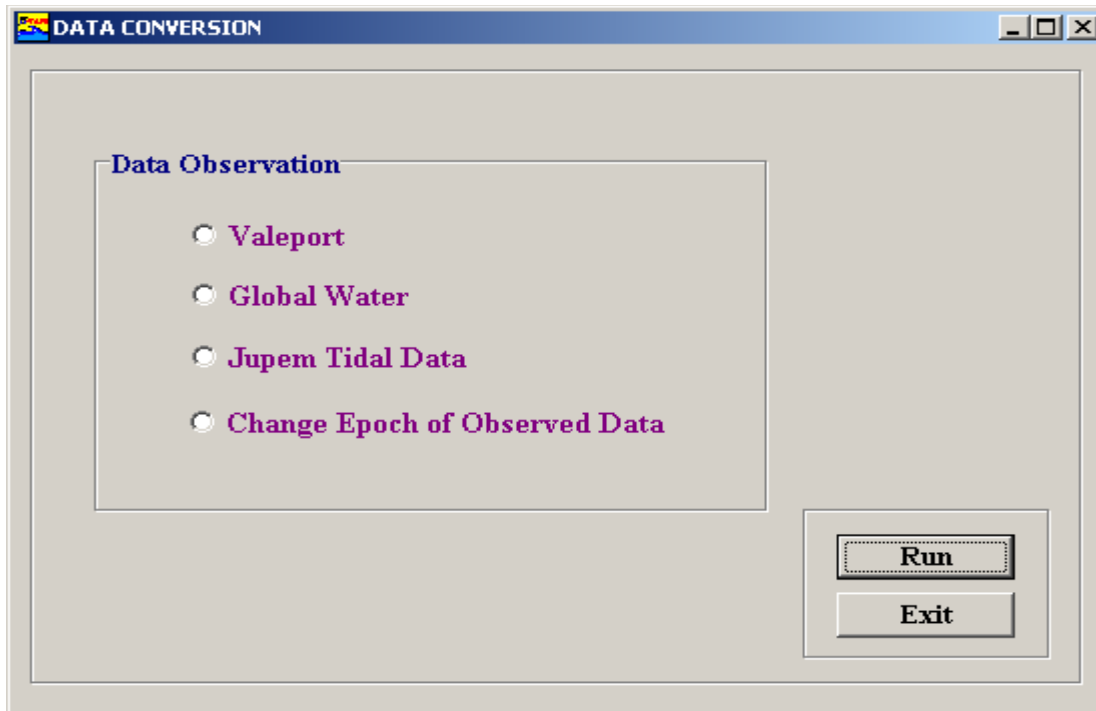 DATA CONVERSION
Data Observation
Valeport
Global Water
Jupem Tidal Data
Change Epoch of Observed Data
Run
Exit